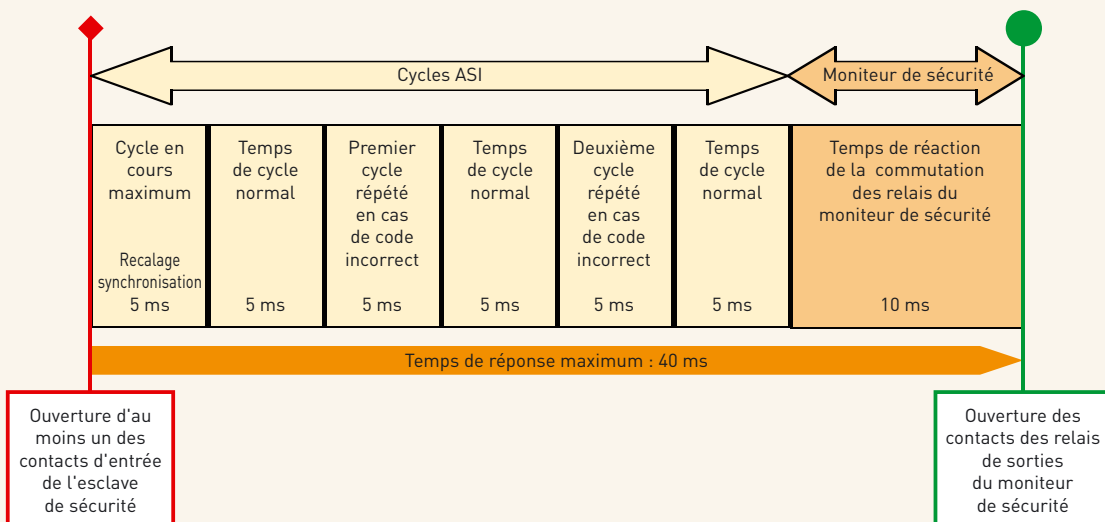 Cycles ASI
Moniteur de sécurité
Cycle en
cours
maximum
Recalage
synchronisation
5 ms
Temps
de cycle
normal
5 ms
Premier
cycle
répété
en cas
de code
incorrect
5 ms
Temps
de cycle
normal
5 ms
Deuxième
cycle
répété
en cas
de code
incorrect
5 ms
Temps
de cycle
normal
5 ms
Temps de réaction
de la commutation
des relais du
moniteur de sécurité
10 ms
Temps de réponse maximum : 40 ms
Ouverture d'au
moins un des
contacts d'entrée
de l'esclave
de sécurité
Ouverture des
contacts des relais
de sorties
du moniteur
de sécurité